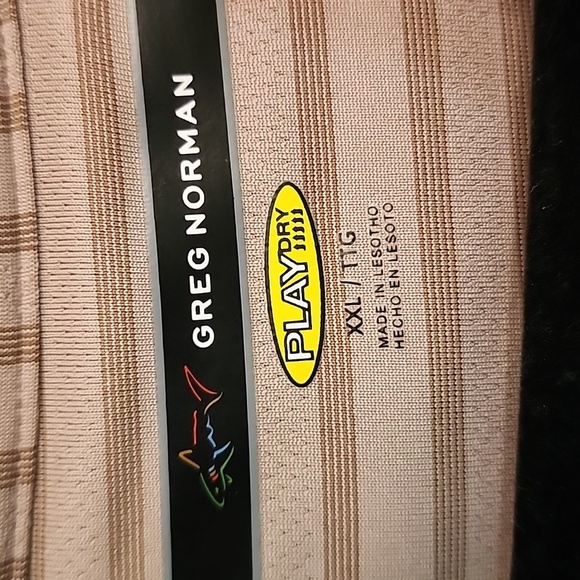 GREG NORMAN
PLAY DRY
XXL / TTG
MADE IN LESOTHO
HECHO EN LESOTO